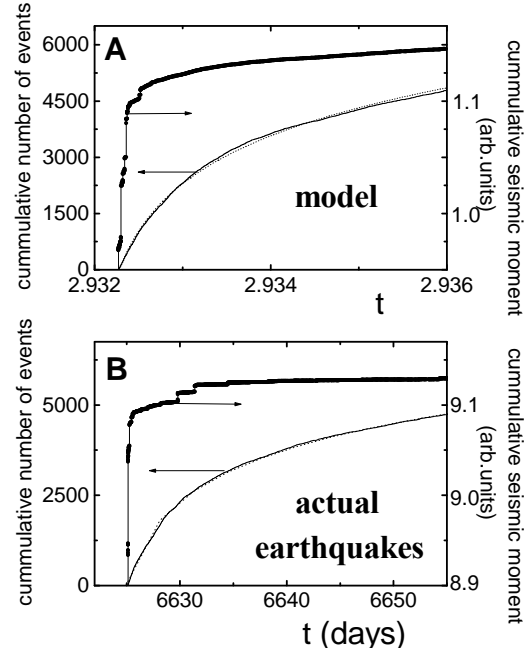 A
cummulative number of events
6000
4500
3000
1500
0
2.932
2.934
2.936
t
model
1.1
1.0
cummulative seismic moment
(arb.units)
B
cummulative number of events
5000
2500
0
6630
6640
6650
t (days)
actual
earthquakes
9.1
9.0
8.9
cummulative seismic moment
(arb.units)